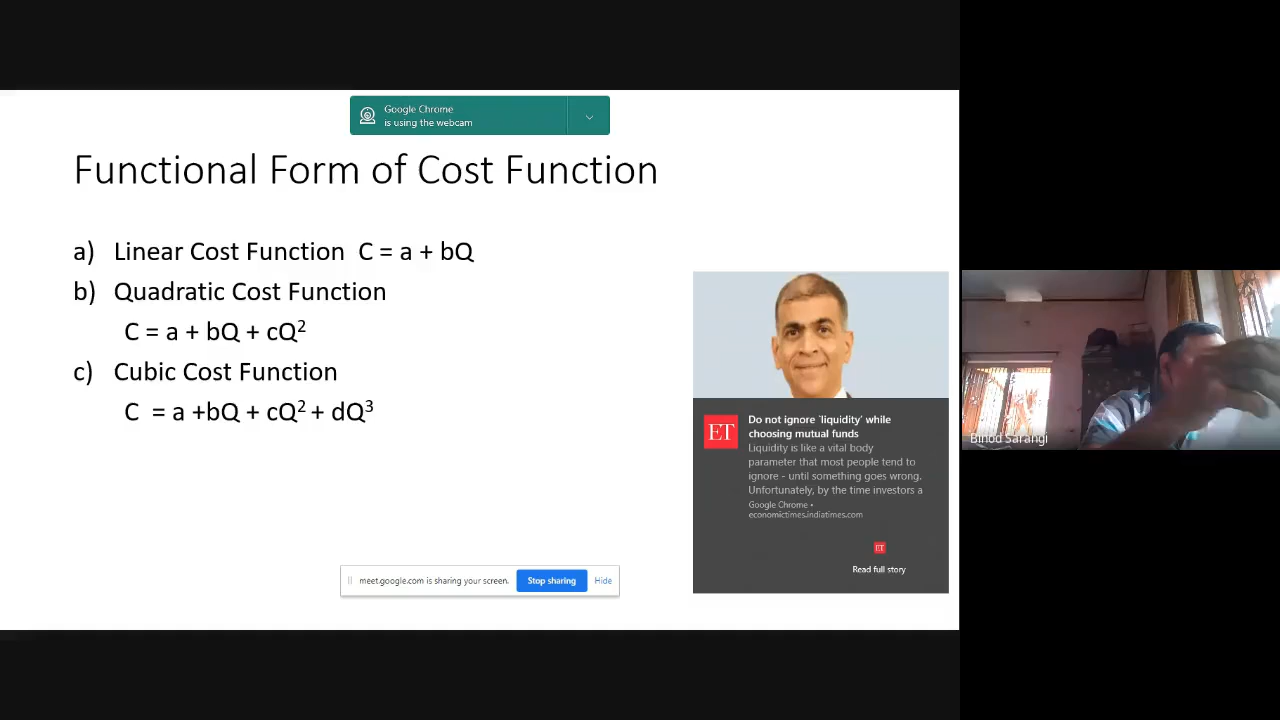 Google Chrome
is using the webcam
Functional Form of Cost Function
a) Linear Cost Function C = a + bQ
b) Quadratic Cost Function
C = a + bQ + cQ²
c) Cubic Cost Function
C = a +bQ + cQ² + dQ³
ET
Do not ignore `liquidity' while
choosing mutual funds
Liquidity is like a vital body
parameter that most people tend to
ignore - until something goes wrong.
Unfortunately, by the time investors a
Google Chrome •
economictimes.indiatimes.com
ET
Read full story
meet.google.com is sharing your screen.
Stop sharing
Hide
Binod Sarangi